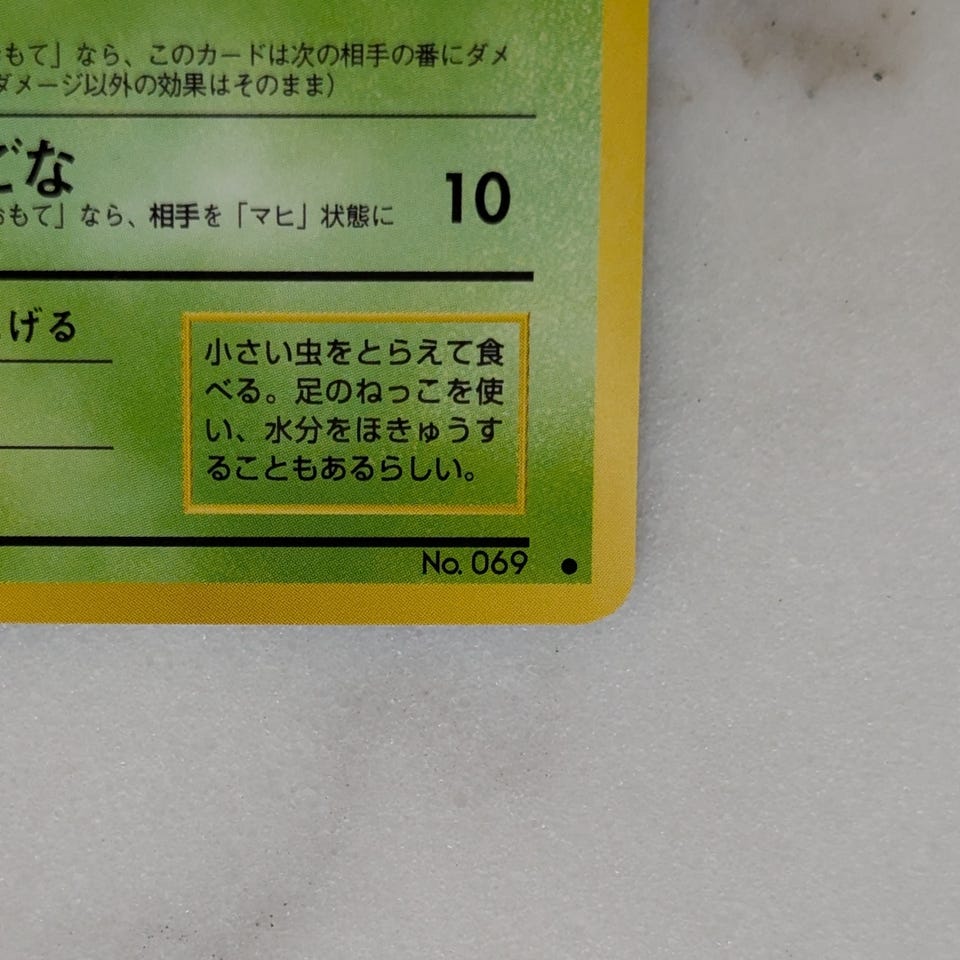 もて」なら、このカードは次の相手の番にダメ
ダメージ以外の効果はそのまま）
ごな
おもて」なら、相手を「マヒ」状態に
10
げる
小さい虫をとらえて食
べる。足のねっこを使
い、水分をほきゅうす
ることもあるらしい。
No. 069 ●